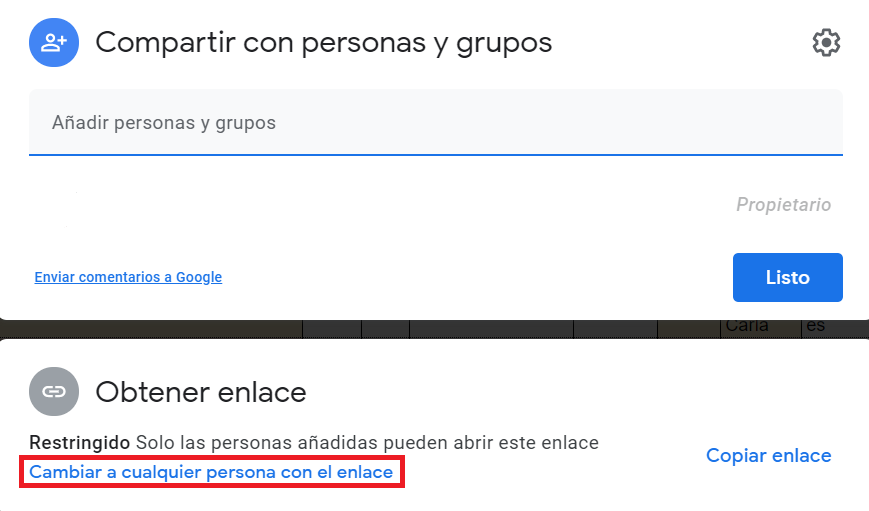 Compartir con personas y grupos
Añadir personas y grupos
Propietario
Enviar comentarios a Google
Listo
Carla
es
Obtener enlace
Restringido Solo las personas añadidas pueden abrir este enlace
Cambiar a cualquier persona con el enlace
Copiar enlace